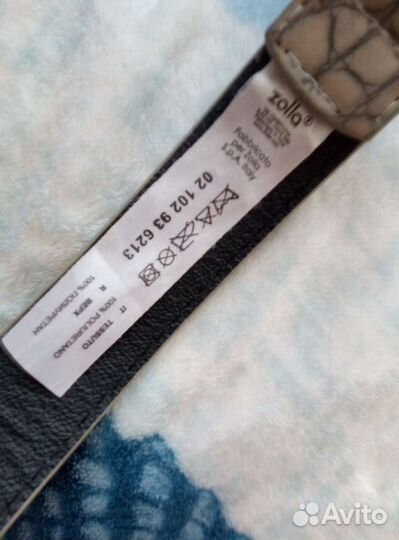 zolla®
Fabbricato
per Zolla
S.P.A. Italy
02 102 93 6213
IT TESSUTO
100% POLIURETANO
R ВЕРХ
100% ПОЛИУРЕТАН
Avito